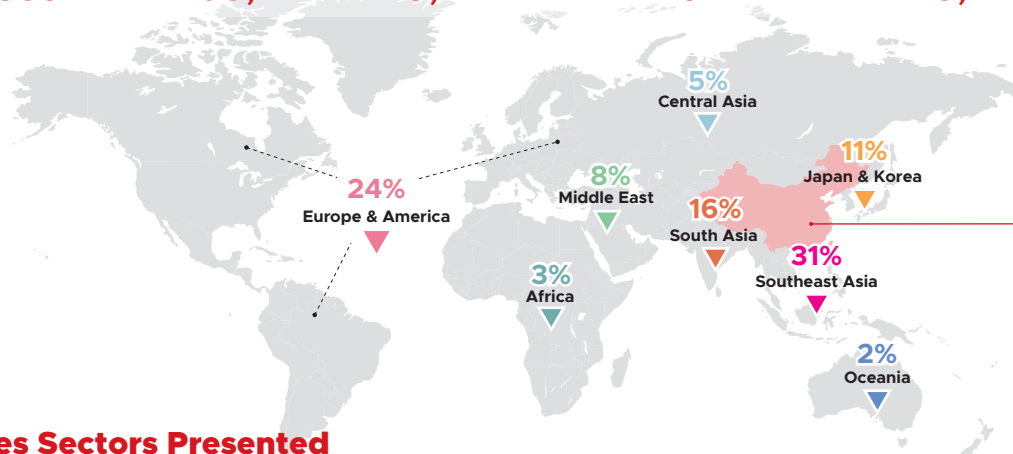 5%
Central Asia
11%
Japan & Korea
24%
Europe & America
8%
Middle East
16%
South Asia
31%
Southeast Asia
3%
Africa
2%
Oceania
es Sectors Presented